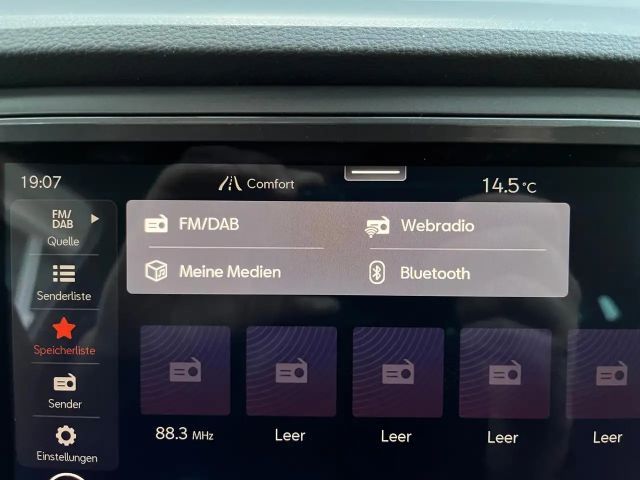 19:07 Comfort 14.5°C
FM/
DAB
Quelle
FM/DAB Webradio
Meine Medien Bluetooth
Senderliste
Speicherliste
Sender
Einstellungen
88.3 MHz Leer Leer Leer Leer